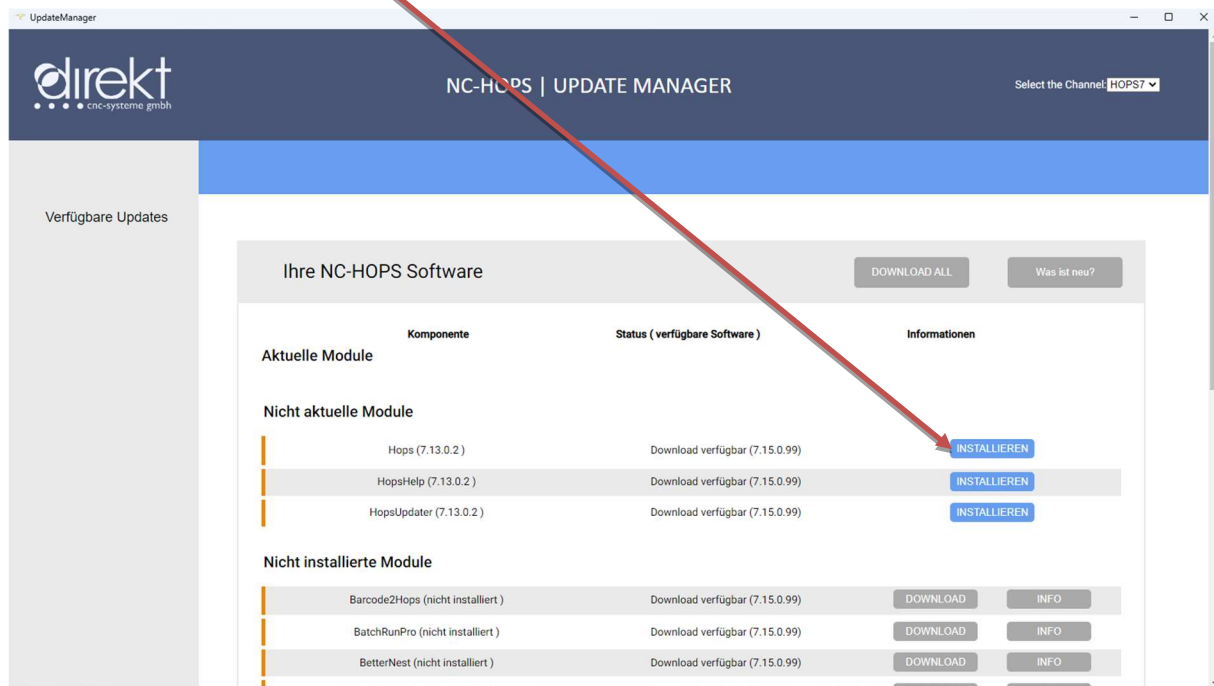 UpdateManager
direkt
cnc-systeme gmbh
NC-HOPS | UPDATE MANAGER
Select the Channel: HOPS7
Verfügbare Updates
Ihre NC-HOPS Software
DOWNLOAD ALL
Was ist neu?
Komponente Status ( verfügbare Software ) Informationen
Aktuelle Module
Nicht aktuelle Module
Hops (7.13.0.2 ) Download verfügbar (7.15.0.99) INSTALLIEREN
HopsHelp (7.13.0.2 ) Download verfügbar (7.15.0.99) INSTALLIEREN
HopsUpdater (7.13.0.2 ) Download verfügbar (7.15.0.99) INSTALLIEREN
Nicht installierte Module
Barcode2Hops (nicht installiert ) Download verfügbar (7.15.0.99) DOWNLOAD INFO
BatchRunPro (nicht installiert ) Download verfügbar (7.15.0.99) DOWNLOAD INFO
BetterNest (nicht installiert ) Download verfügbar (7.15.0.99) DOWNLOAD INFO